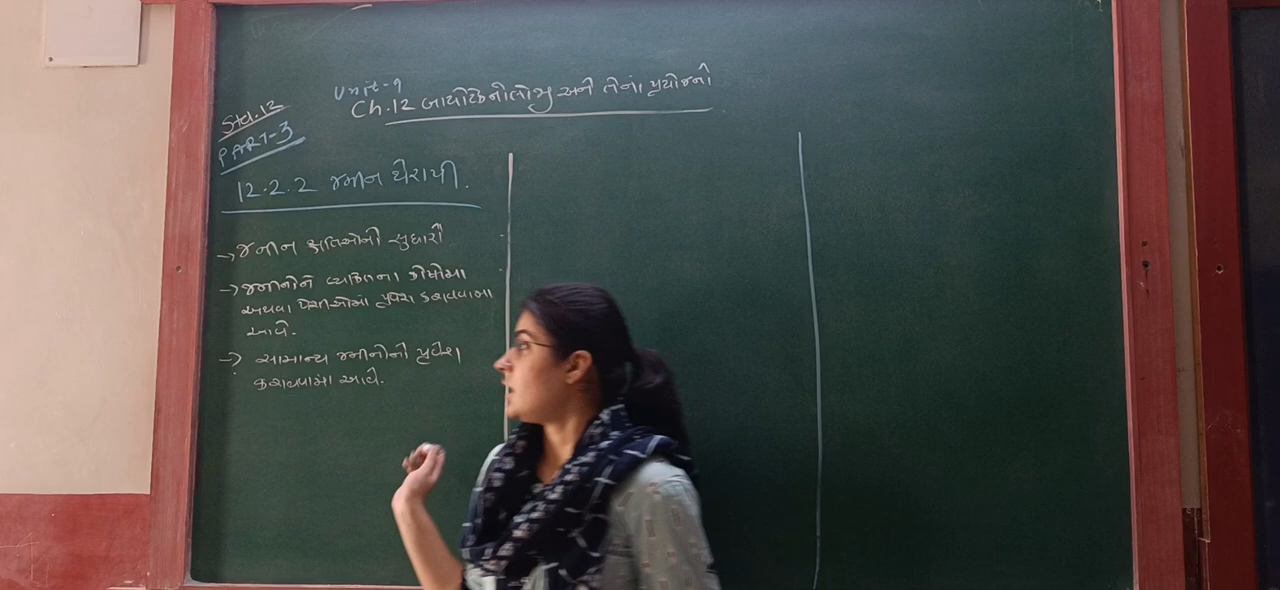 Unit-9
Ch.12 બાયોટેકનોલોજી અને તેનાં પ્રયોજનો
Std.12
PART-3
12.2.2 જનીન થેરાપી.
→ જનીન ક્ષતિઓની સુધારો
→ જનીનોને વ્યક્તિના કોષોમાં
અથવા પેશીઓમાં પ્રવેશ કરાવવામાં
આવે.
→ સામાન્ય જનીનોનો પ્રવેશ
કરાવવામાં આવે.